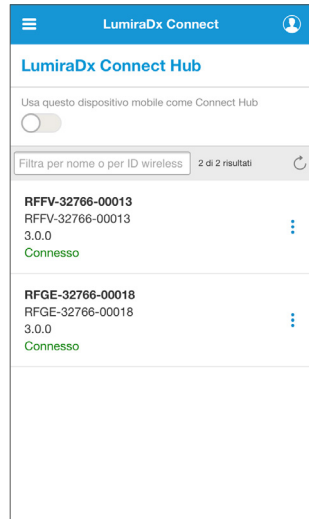 LumiraDx Connect
LumiraDx Connect Hub
Usa questo dispositivo mobile come Connect Hub
Filtra per nome o per ID wireless 2 di 2 risultati
RFFV-32766-00013
RFFV-32766-00013
3.0.0
Connesso
RFGE-32766-00018
RFGE-32766-00018
3.0.0
Connesso